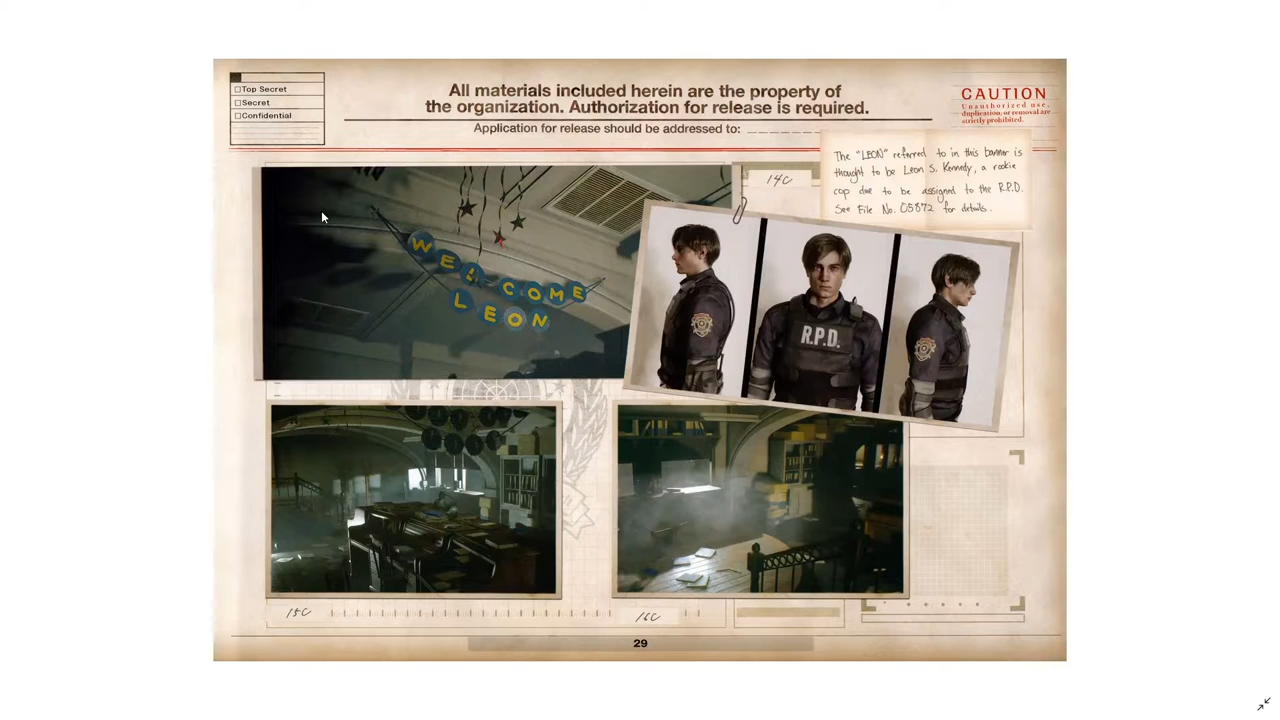 ☐Top Secret
☐Secret
☐Confidential
All materials included herein are the property of
the organization. Authorization for release is required.
Application for release should be addressed to: _ _ _ _ _ _ _
CAUTION
Unauthorized use,
duplication, or removal are
strictly prohibited.
The "LEON" referred to in this banner is
thought to be Leon S. Kennedy, a rookie
cop due to be assigned to the R.P.D.
See File No. 05872 for details.
14C
WELCOME
LEON
R.P.D.
15C
16C
29